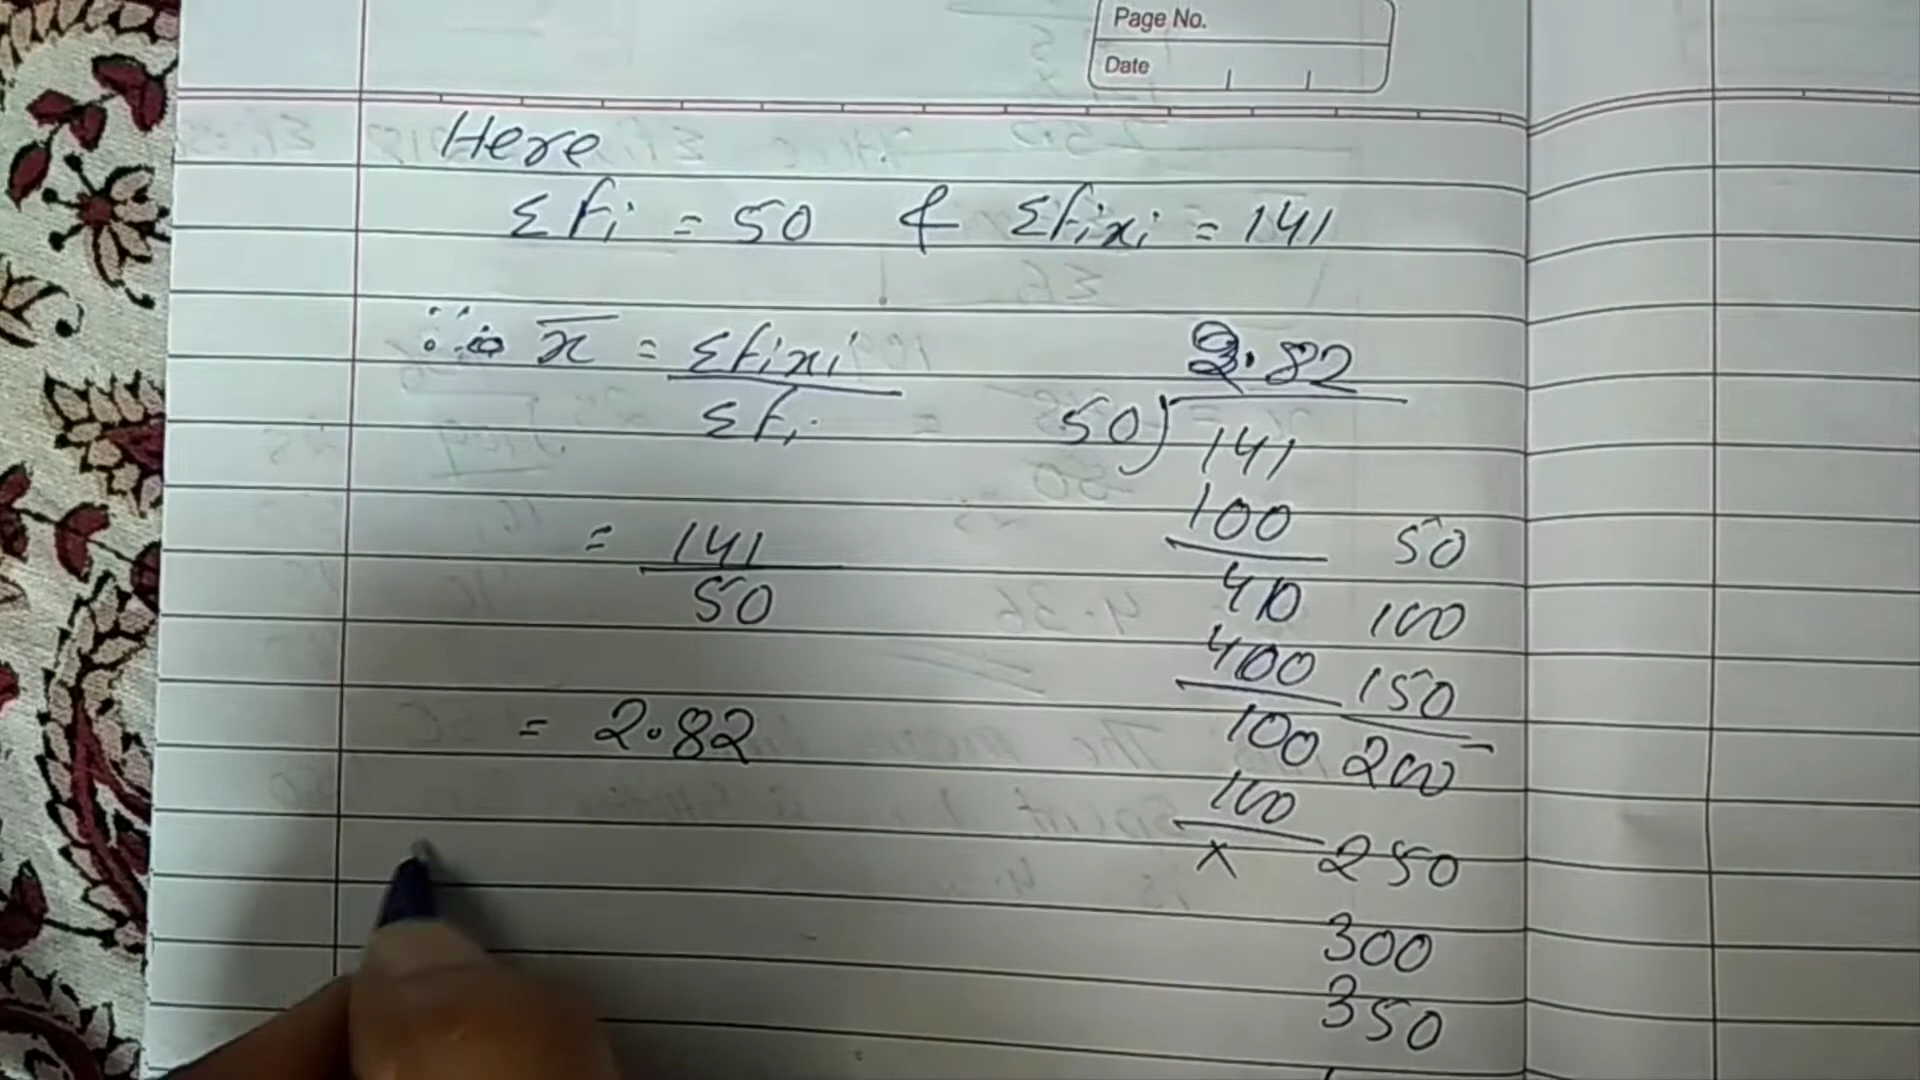 Page No.
Date
Here
Σfi = 50 & Σfixi = 141
∴ x̄ = Σfixi
Σfi
= 141
50
= 2.82
2.82
50)141
100
410
400
100
100
x
50
100
150
200
250
300
350